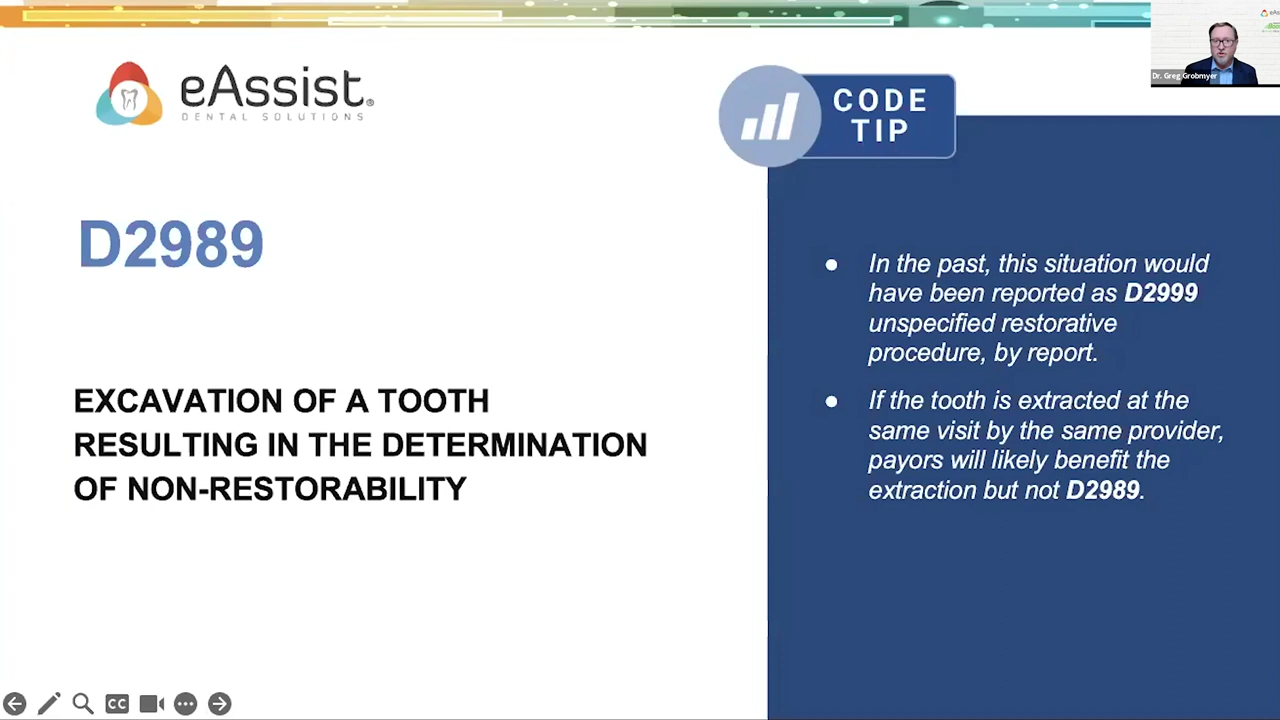 eAssist®
DENTAL SOLUTIONS
CODE
TIP
Dr. Greg Grobmyer
D2989
EXCAVATION OF A TOOTH
RESULTING IN THE DETERMINATION
OF NON-RESTORABILITY
• In the past, this situation would
have been reported as D2999
unspecified restorative
procedure, by report.
• If the tooth is extracted at the
same visit by the same provider,
payors will likely benefit the
extraction but not D2989.
CC